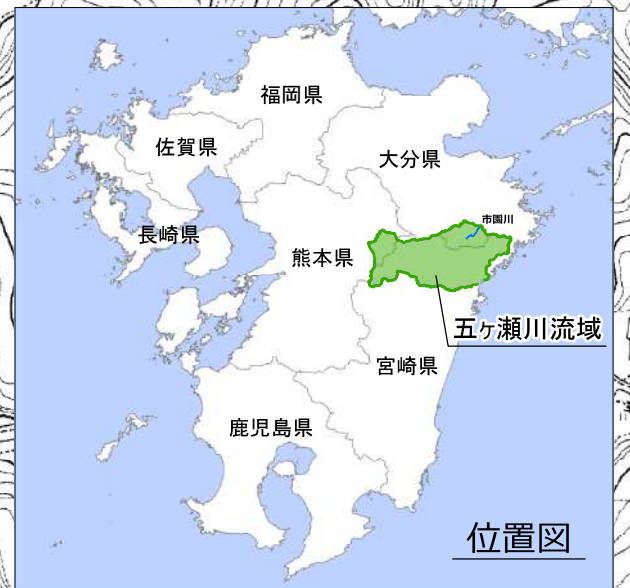 福岡県
佐賀県
大分県
市園川
長崎県
熊本県
五ヶ瀬川流域
宮崎県
鹿児島県
位置図